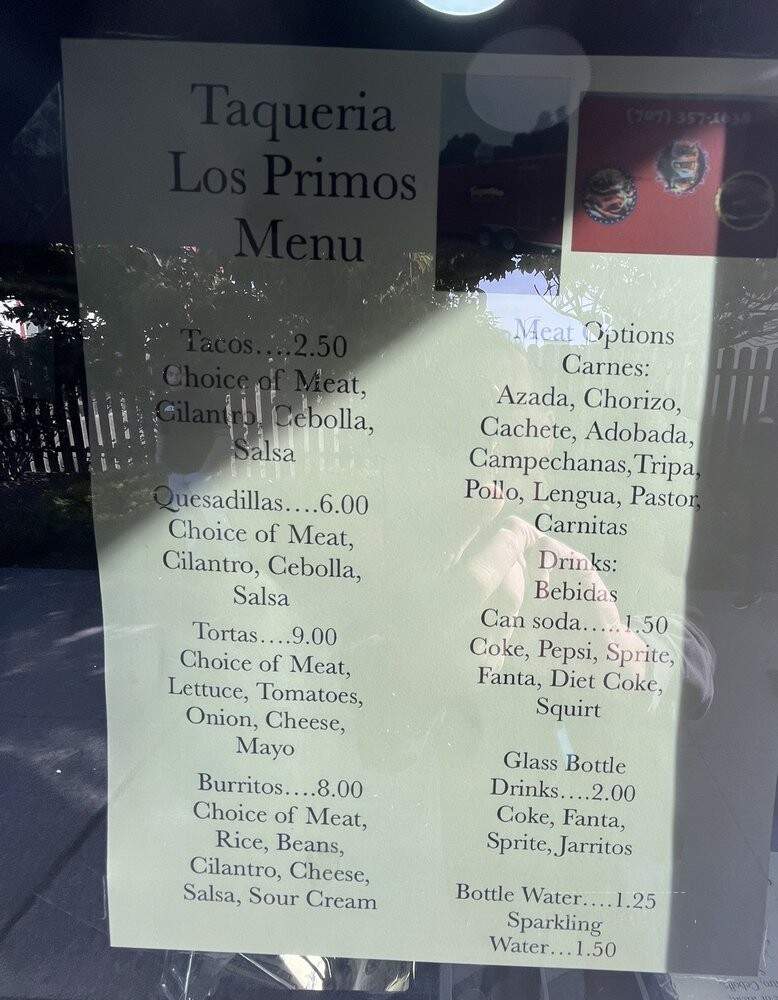 Taqueria
Los Primos
Menu
Tacos....2.50
Choice of Meat,
Cilantro, Cebolla,
Salsa
Quesadillas....6.00
Choice of Meat,
Cilantro, Cebolla,
Salsa
Tortas....9.00
Choice of Meat,
Lettuce, Tomatoes,
Onion, Cheese,
Mayo
Burritos....8.00
Choice of Meat,
Rice, Beans,
Cilantro, Cheese,
Salsa, Sour Cream
Meat Options
Carnes:
Azada, Chorizo,
Cachete, Adobada,
Campechanas,Tripa,
Pollo, Lengua, Pastor,
Carnitas
Drinks:
Bebidas
Can soda.....1.50
Coke, Pepsi, Sprite,
Fanta, Diet Coke,
Squirt
Glass Bottle
Drinks....2.00
Coke, Fanta,
Sprite, Jarritos
Bottle Water....1.25
Sparkling
Water...1.50